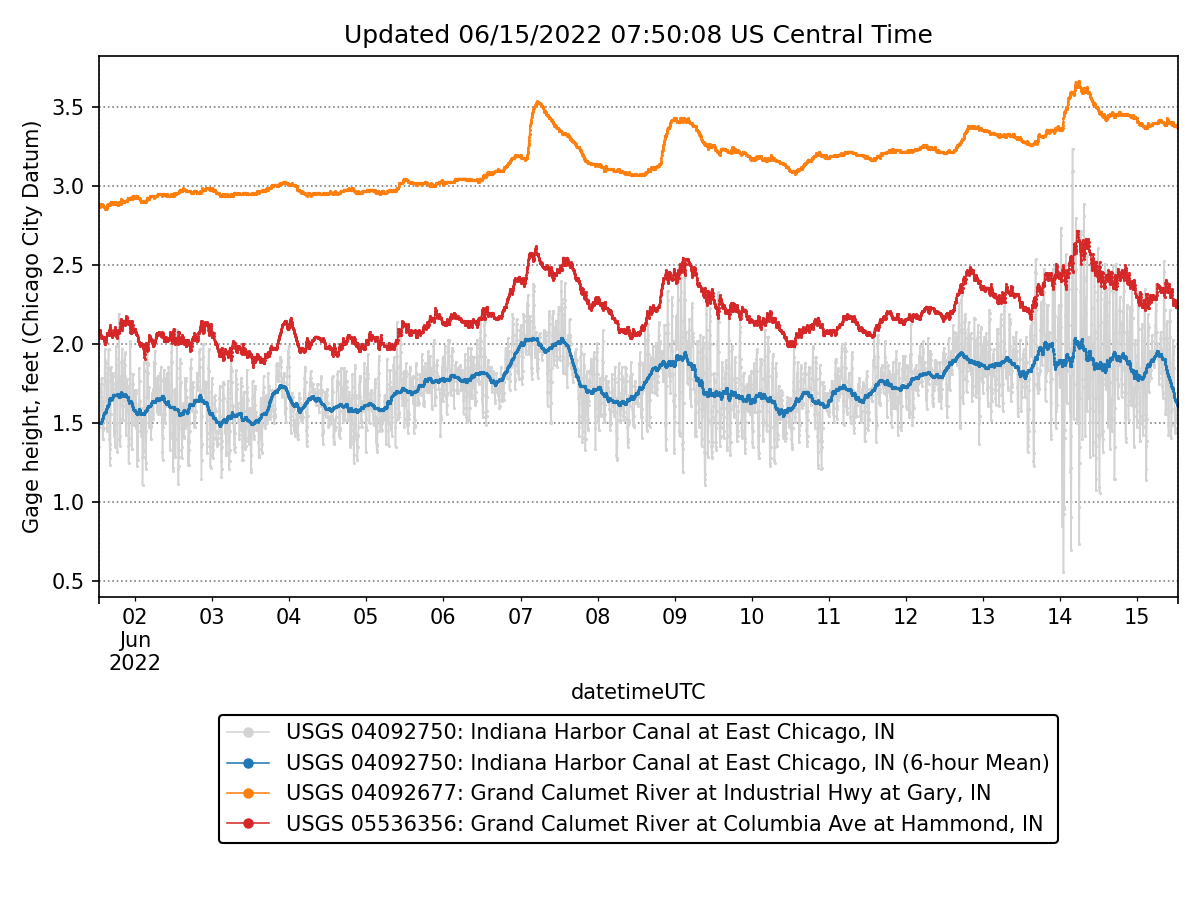 Updated 06/15/2022 07:50:08 US Central Time
Gage height, feet (Chicago City Datum)
3.5
3.0
2.5
2.0
1.5
1.0
0.5
02 03 04 05 06 07 08 09 10 11 12 13 14 15
Jun
2022
datetimeUTC
USGS 04092750: Indiana Harbor Canal at East Chicago, IN
USGS 04092750: Indiana Harbor Canal at East Chicago, IN (6-hour Mean)
USGS 04092677: Grand Calumet River at Industrial Hwy at Gary, IN
USGS 05536356: Grand Calumet River at Columbia Ave at Hammond, IN